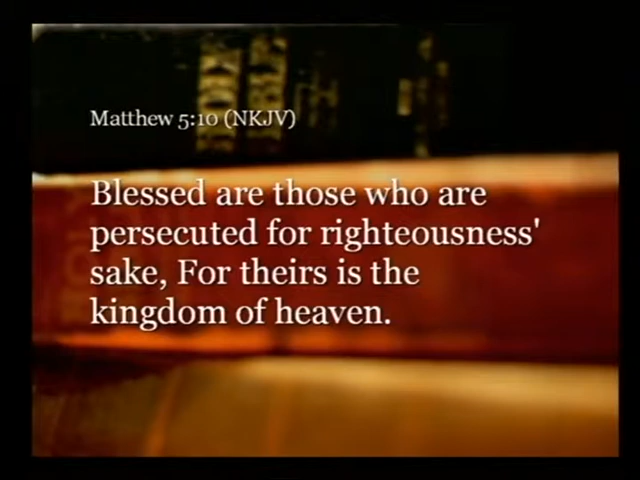 Matthew 5:10 (NKJV)
Blessed are those who are
persecuted for righteousness'
sake, For theirs is the
kingdom of heaven.